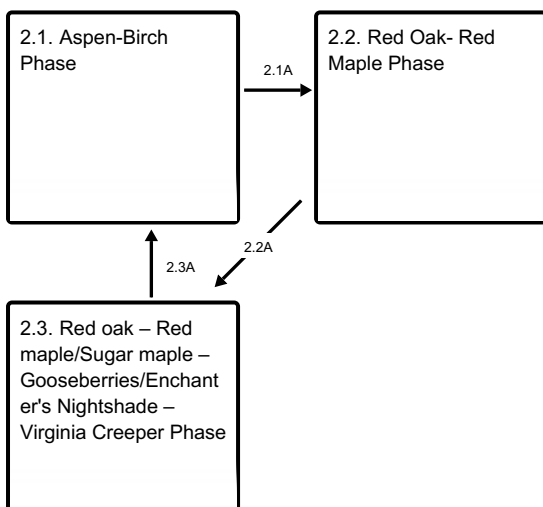 2.1. Aspen-Birch
Phase
2.1A
2.2. Red Oak- Red
Maple Phase
2.2A
2.3A
2.3. Red oak – Red
maple/Sugar maple –
Gooseberries/Enchant
er's Nightshade –
Virginia Creeper Phase